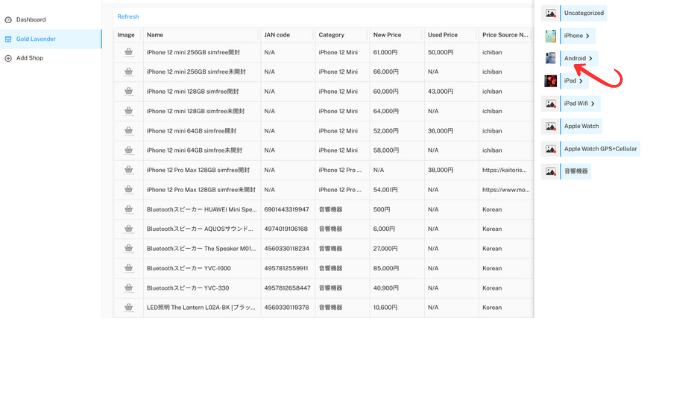 Dashboard
Gold Lavender
Add Shop
Refresh
Image Name JAN code Category New Price Used Price Price Source N...
iPhone 12 mini 256GB simfree開封 N/A iPhone 12 Mini 61,000円 50,000円 ichiban
iPhone 12 mini 256GB simfree未開封 N/A iPhone 12 Mini 66,000円 N/A ichiban
iPhone 12 mini 128GB simfree開封 N/A iPhone 12 Mini 60,000円 43,000円 ichiban
iPhone 12 mini 128GB simfree未開封 N/A iPhone 12 Mini 64,000円 N/A ichiban
iPhone 12 mini 64GB simfree開封 N/A iPhone 12 Mini 52,000円 36,000円 ichiban
iPhone 12 mini 64GB simfree未開封 N/A iPhone 12 Mini 58,000円 N/A ichiban
iPhone 12 Pro Max 128GB simfree開封 N/A iPhone 12 Pro ... N/A 38,000円 https://kaitoris...
iPhone 12 Pro Max 128GB simfree未開封 N/A iPhone 12 Pro ... 54,001円 N/A https://www.mo...
Bluetoothスピーカー HUAWEI Mini Spe... 6901443319947 音響機器 500円 N/A Korean
Bluetoothスピーカー AQUOSサウンド... 4974019106168 音響機器 6,000円 N/A Korean
Bluetoothスピーカー The Speaker M01... 4560330118234 音響機器 27,000円 N/A Korean
Bluetoothスピーカー YVC-1000 4957812559911 音響機器 85,000円 N/A Korean
Bluetoothスピーカー YVC-330 4957812658447 音響機器 40,900円 N/A Korean
LED照明 The Lantern L02A-BK [ブラッ... 4560330119378 音響機器 10,600円 N/A Korean
Uncategorized
iPhone >
Android >
iPad >
iPad Wifi >
Apple Watch
Apple Watch GPS+Cellular
音響機器